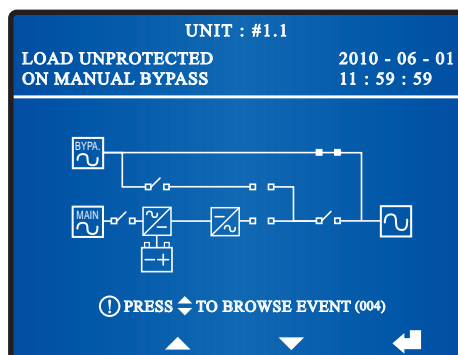 UNIT : #1.1
LOAD UNPROTECTED 2010 - 06 - 01
ON MANUAL BYPASS 11 : 59 : 59
BYPA.
MAIN
PRESS TO BROWSE EVENT (004)